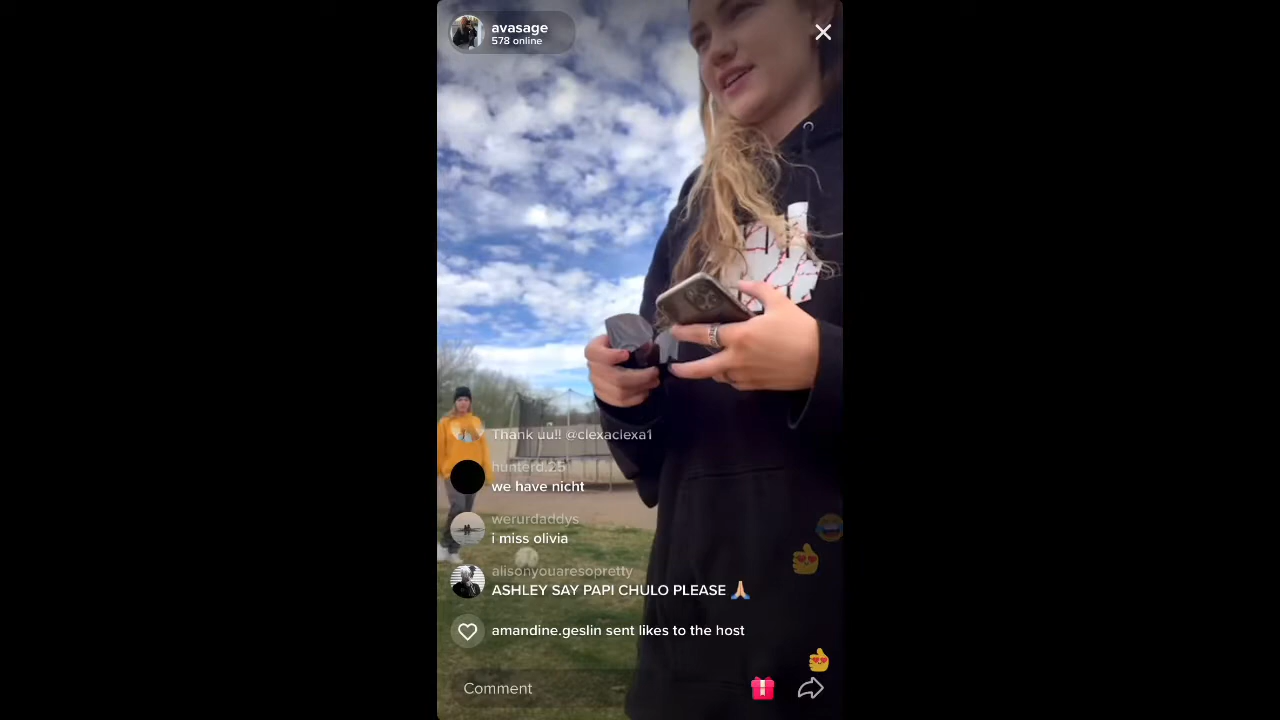 avasage
578 online
Thank uu!! @clexaclexa1
hunterd.25
we have nicht
werurdaddys
i miss olivia
alisonyouaresopretty
ASHLEY SAY PAPI CHULO PLEASE 🙏🏼
amandine.geslin sent likes to the host
Comment